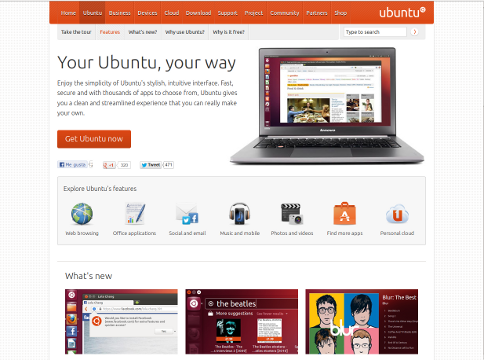 Home Ubuntu Business Devices Cloud Download Support Project Community Partners Shop
ubuntu
Take the tour Features What's new? Why use Ubuntu? Why is it free?
Type to search
Your Ubuntu, your way
Enjoy the simplicity of Ubuntu's stylish, intuitive interface. Fast,
secure and with thousands of apps to choose from, Ubuntu gives
you a clean and streamlined experience that you can really make
your own.
Get Ubuntu now
Me gusta
+1 320
Tweet 471
lenovo
Explore Ubuntu's features
Web browsing Office applications Social and email Music and mobile Photos and videos Find more apps Personal cloud
What's new
the beatles
More suggestions
Blur: The Best
blur